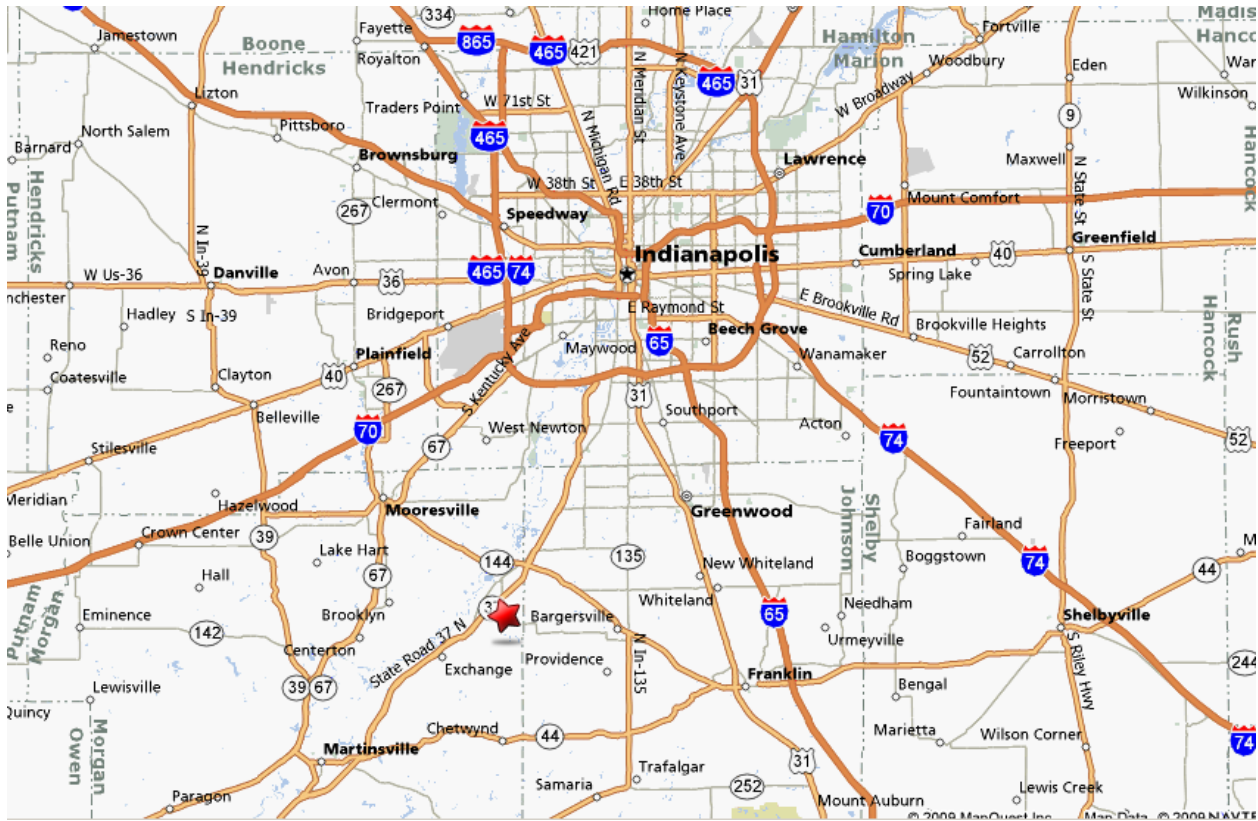 334
Home Place
Madis
Hanco
Fayette
Fortville
Jamestown
Boone
Hendricks
Royalton
865
465
421
Hamilton
Marion
Woodbury
Eden
War
N Meridian St
N Keystone Ave
465
31
Lizton
Traders Point
W 71st St
W Broadway
Wilkinson
9
North Salem
Pittsboro
465
N Michigan Rd
Barnard
Brownsburg
Lawrence
Maxwell
Hancock
Hendricks
Putnam
W 38th St
E 38th St
N State St
267
Clermont
Speedway
70
Mount Comfort
N In-39
Indianapolis
Cumberland
40
Greenfield
W Us-36
Danville
Avon
36
465
74
Spring Lake
S State St
nchester
Hadley
S In-39
Bridgeport
E Raymond St
E Brookville Rd
Rush
Hancock
Reno
Plainfield
Maywood
65
Beech Grove
Brookville Heights
52
Carrollton
Coatesville
Clayton
40
267
S Kentucky Ave
Wanamaker
e
Belleville
31
Southport
Fountaintown
Morristown
Stilesville
70
67
West Newton
Acton
74
Freeport
52
Meridian
Hazelwood
Mooresville
Greenwood
Johnson
Shelby
Belle Union
Crown Center
39
Lake Hart
144
135
New Whiteland
Fairland
Boggstown
M
74
44
Hall
67
Putnam
Morgan
Eminence
142
Brooklyn
37
Bargersville
Whiteland
65
Needham
Urmeyville
Shelbyville
Centerton
State Road 37 N
Exchange
Providence
N In-135
Franklin
S Riley Hwy
244
Lewisville
39
67
Bengal
Quincy
Morgan
Owen
Chetwynd
44
Marietta
Wilson Corner
74
Martinsville
31
Paragon
Samaria
Trafalgar
252
Mount Auburn
Lewis Creek
© 2009 MapQuest Inc.
Map Data © 2009 NAVT